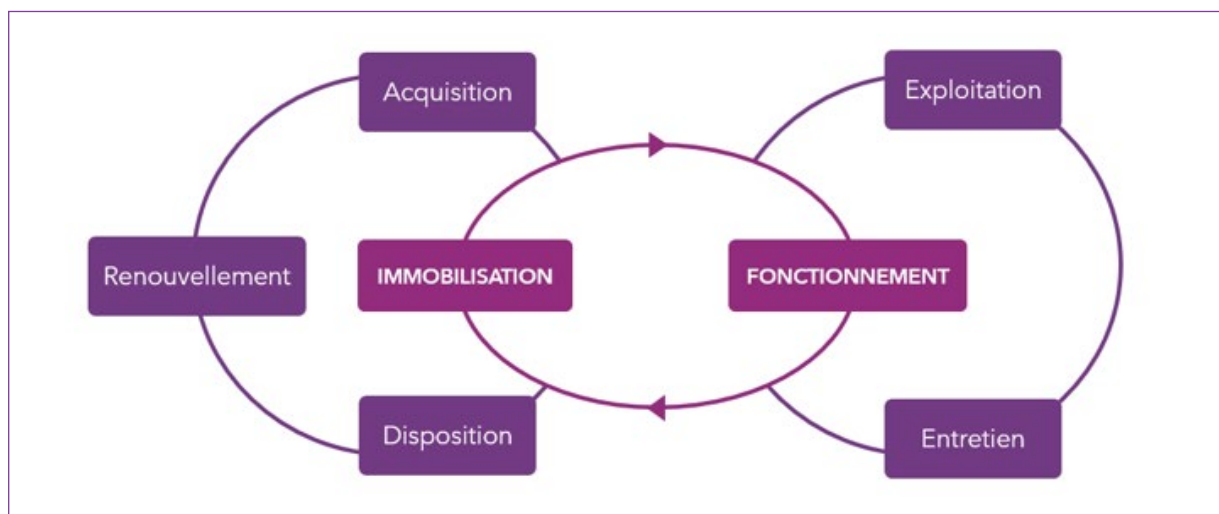 Acquisition
Exploitation
Renouvellement
IMMOBILISATION
FONCTIONNEMENT
Disposition
Entretien